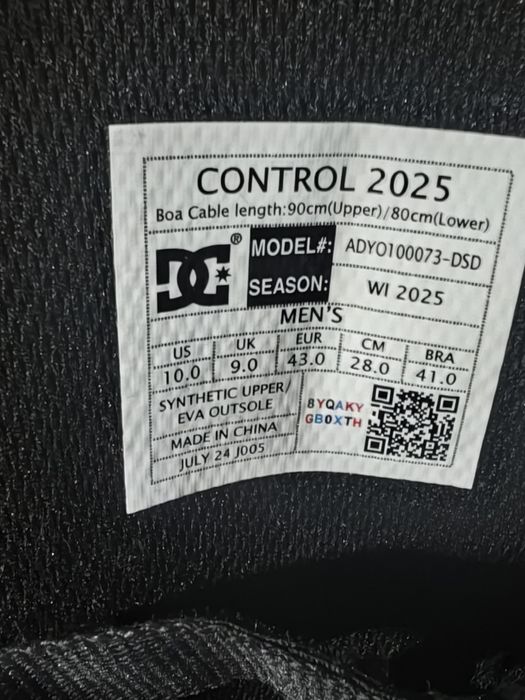 CONTROL 2025
Boa Cable length:90cm(Upper)/80cm(Lower)
DC ®
MODEL#: ADYO100073-DSD
SEASON: WI 2025
MEN'S
US UK EUR CM BRA
10.0 9.0 43.0 28.0 41.0
SYNTHETIC UPPER/
EVA OUTSOLE
MADE IN CHINA
JULY 24 J005
8YQAKY
GB0XTH